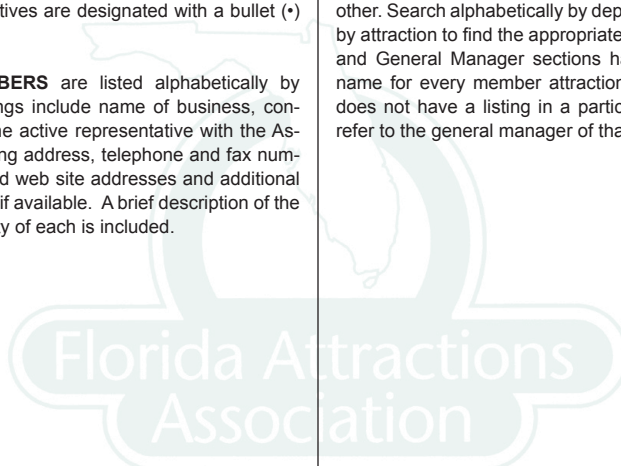 tives are designated with a bullet (•)
BERS are listed alphabetically by
ngs include name of business, con-
ne active representative with the As-
ng address, telephone and fax num-
d web site addresses and additional
if available. A brief description of the
ty of each is included.
other. Search alphabetically by dep
by attraction to find the appropriate
and General Manager sections ha
name for every member attraction
does not have a listing in a partic
refer to the general manager of tha
Florida Attractions
Association